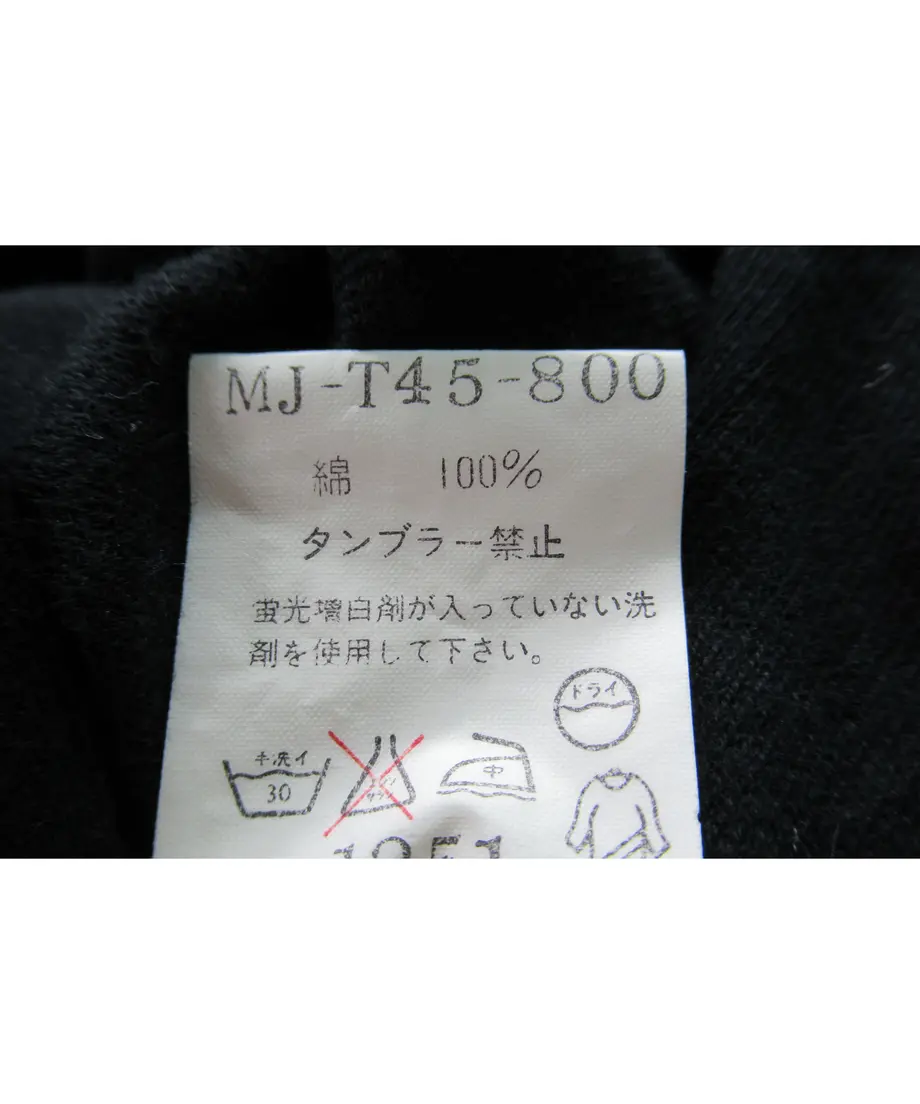 MJ-T45-800
綿 100%
タンブラー禁止
蛍光増白剤が入っていない洗
剤を使用して下さい。
ドライ
手洗イ
30
中